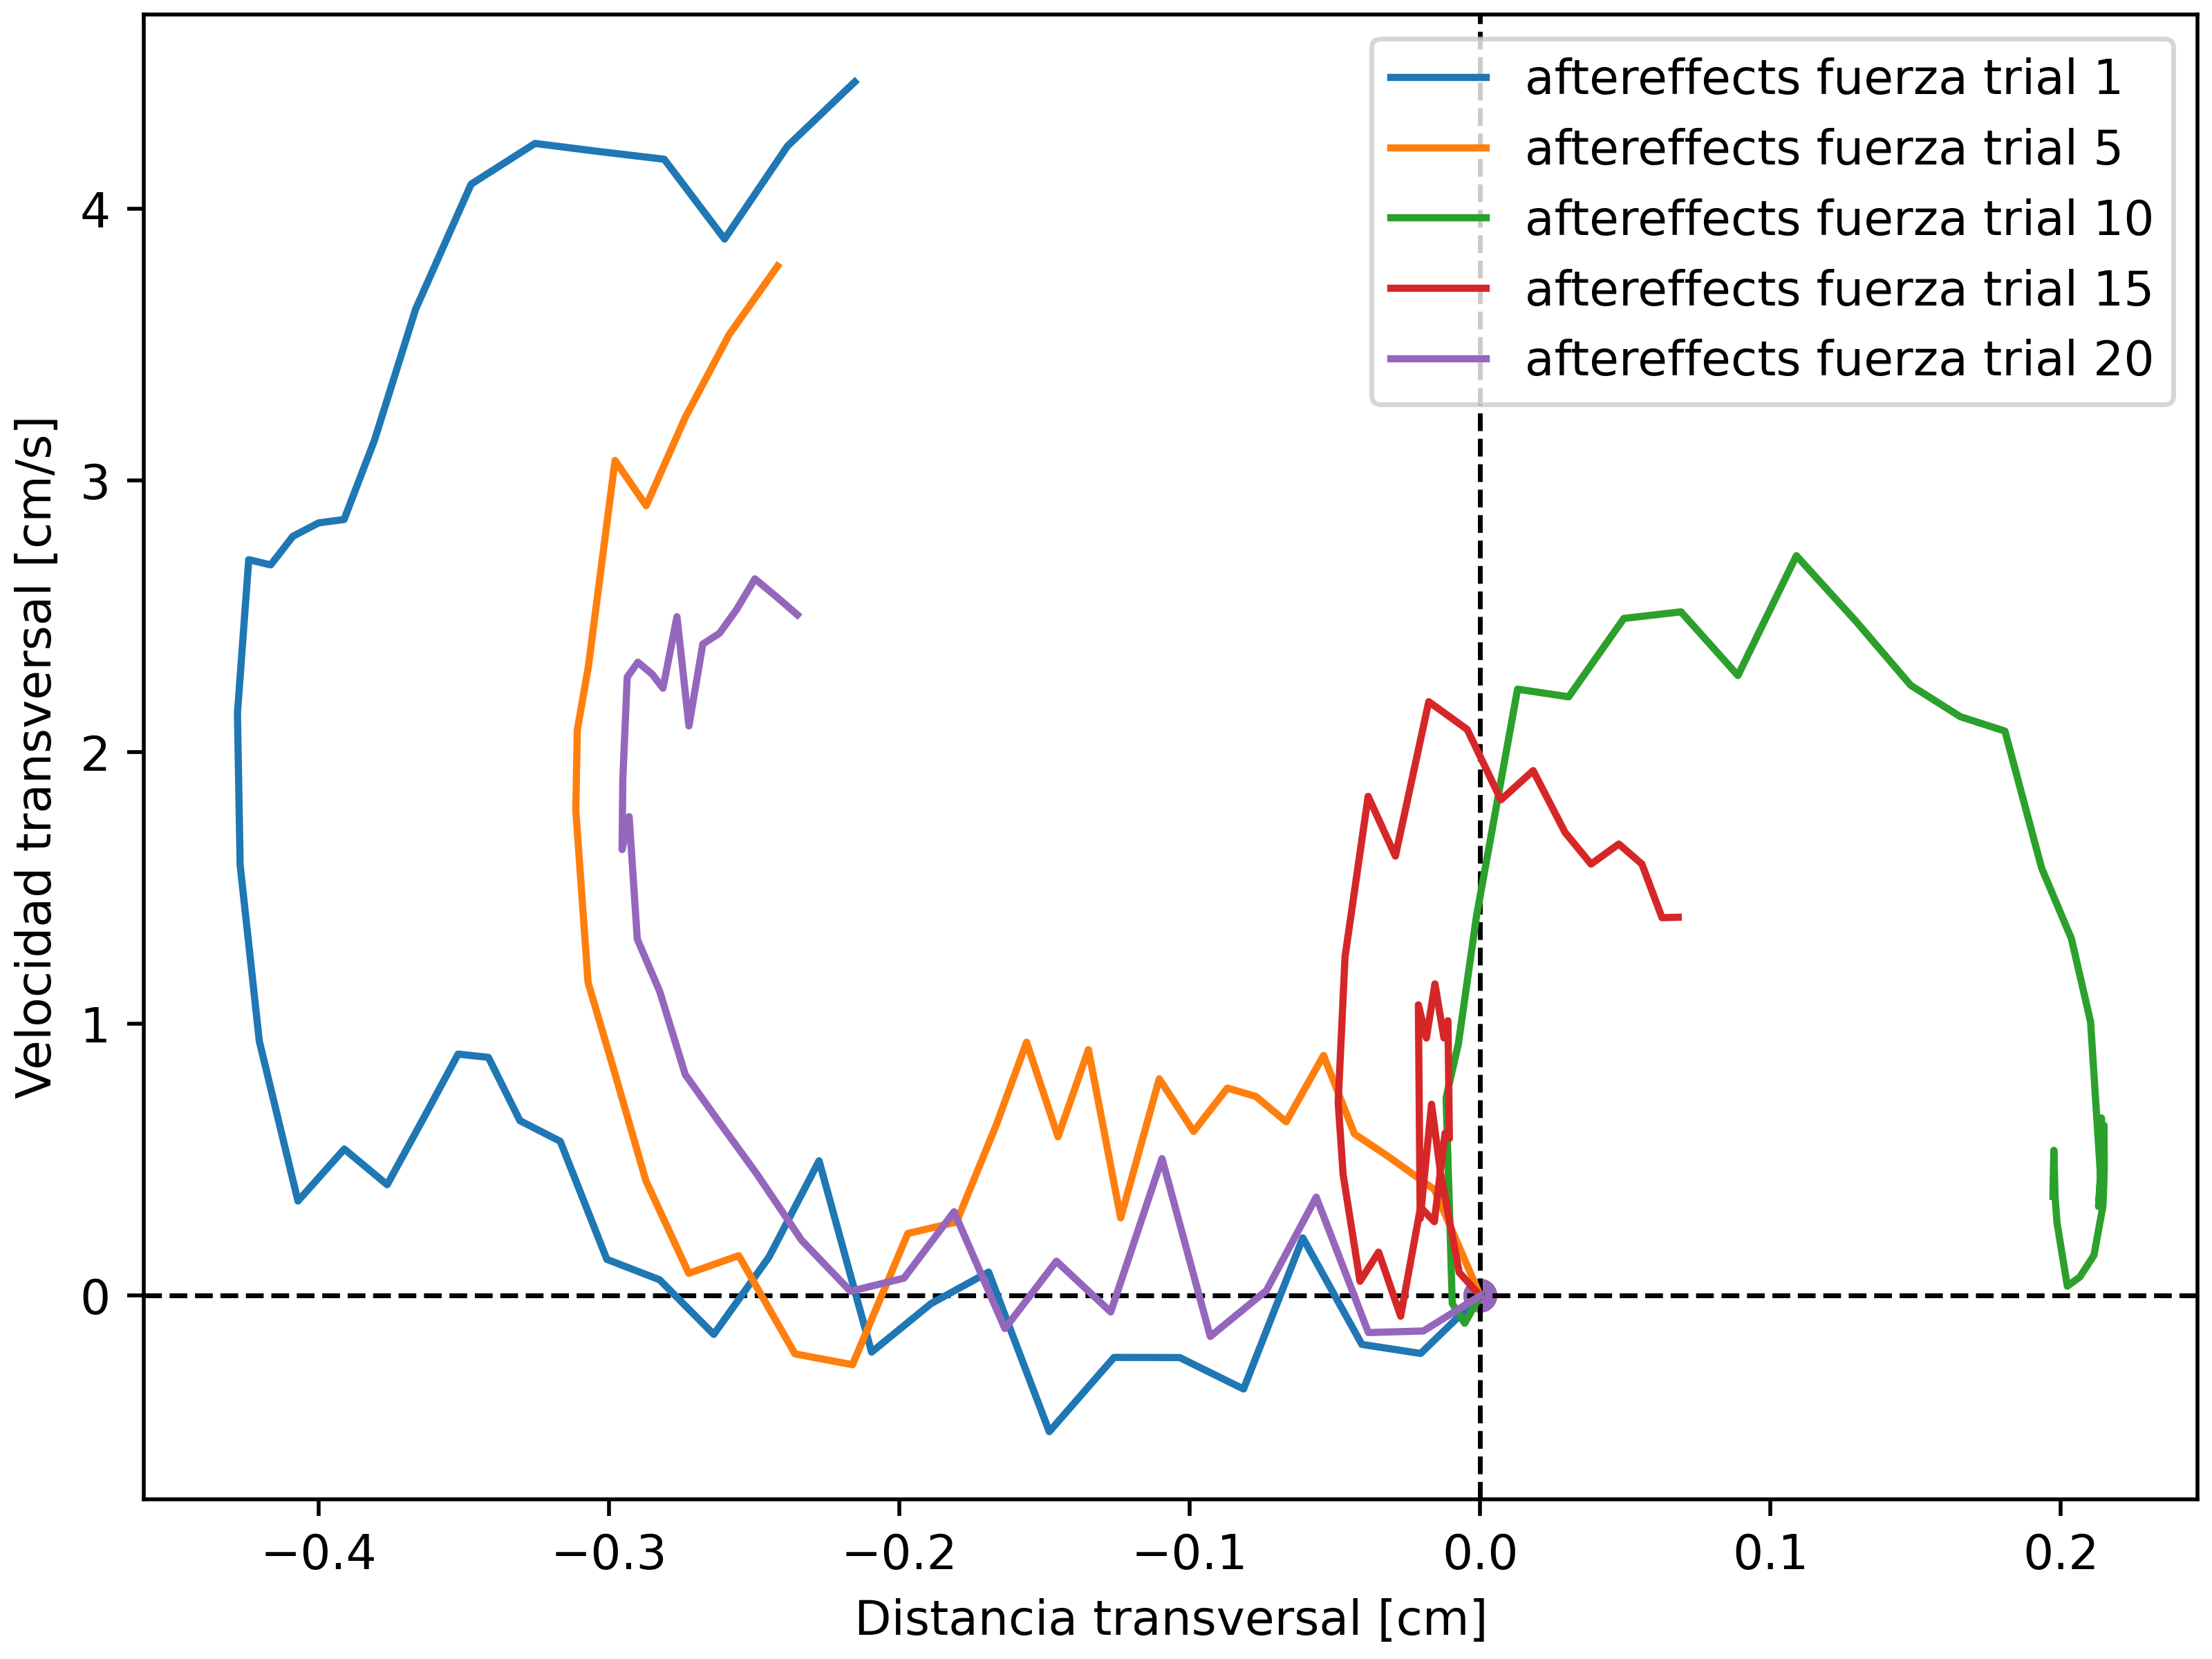 aftereffects fuerza trial 1
aftereffects fuerza trial 5
aftereffects fuerza trial 10
aftereffects fuerza trial 15
aftereffects fuerza trial 20
Velocidad transversal [cm/s]
4
3
2
1
0
−0.4 −0.3 −0.2 −0.1 0.0 0.1 0.2
Distancia transversal [cm]